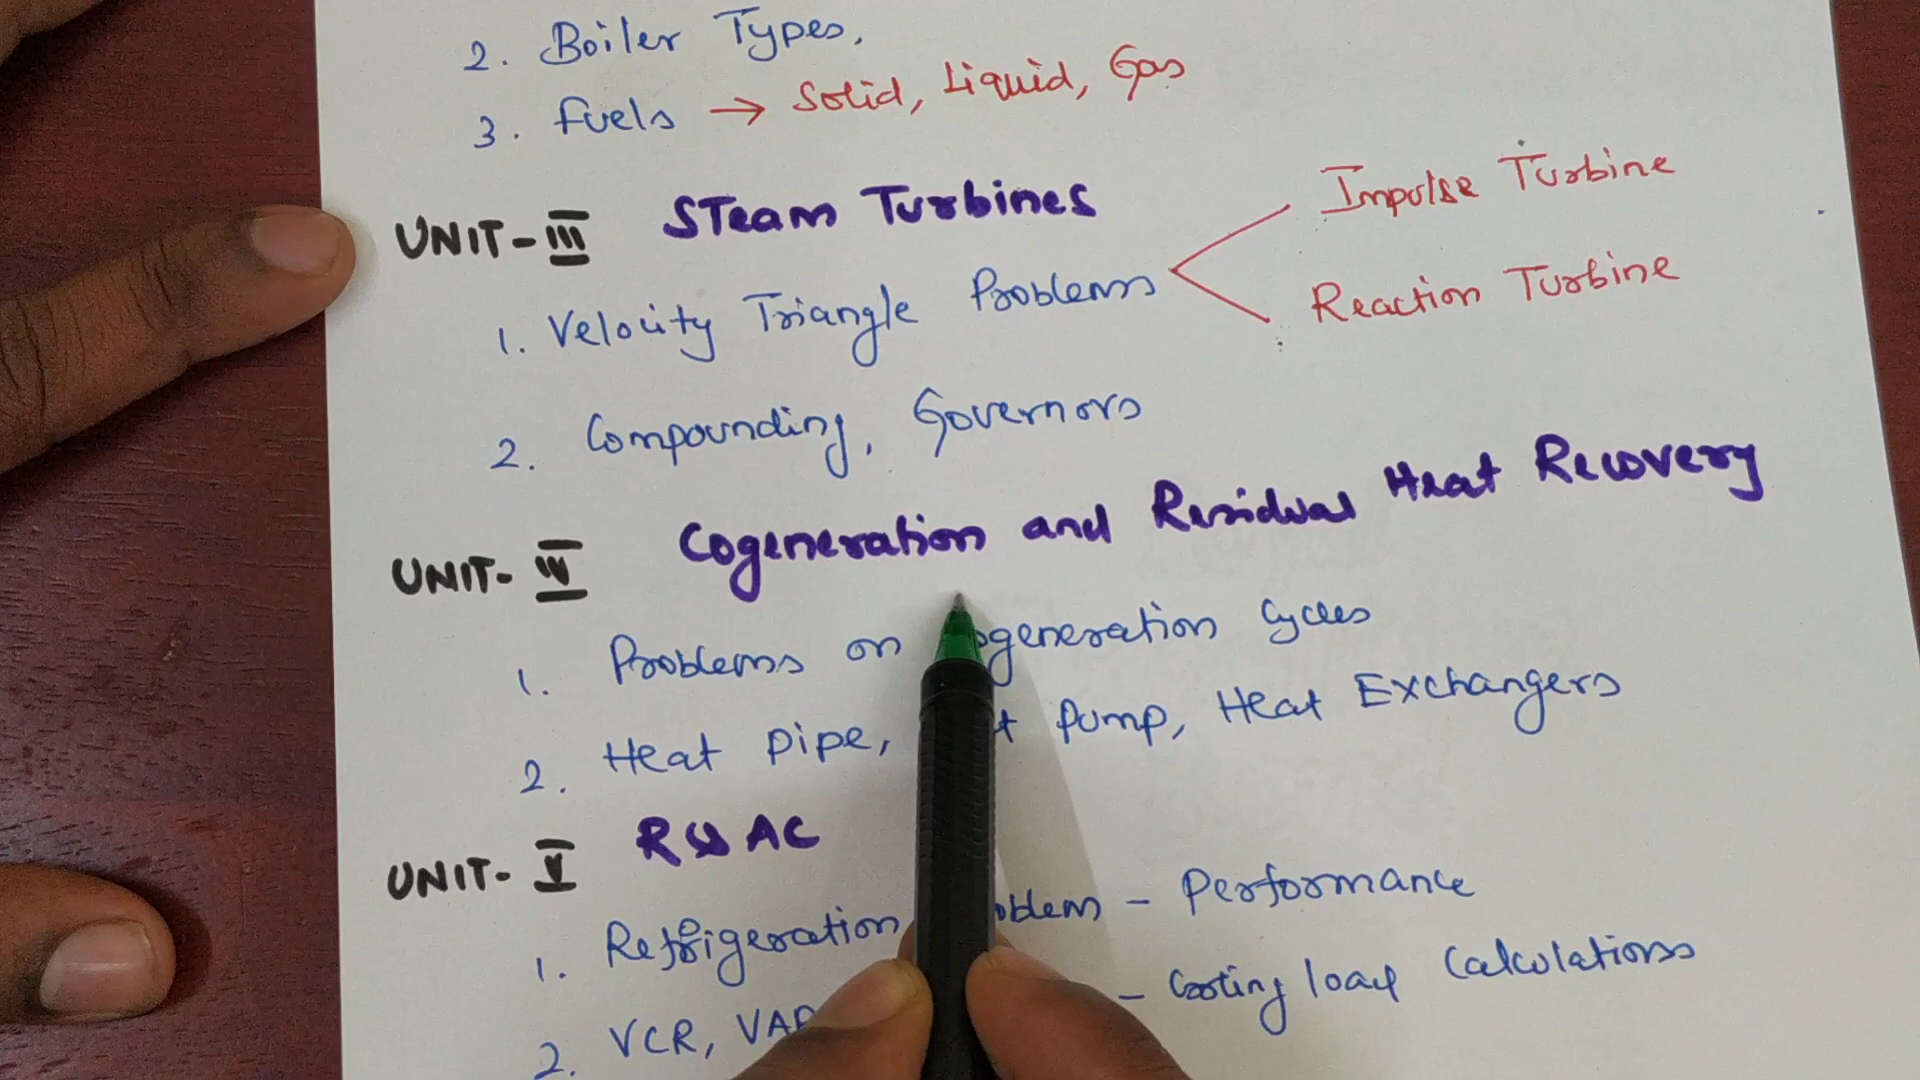 2. Boiler Types,
3. Fuels → Solid, Liquid, Gas
UNIT-III Steam Turbines
1. Velocity Triangle Problems
Impulse Turbine
Reaction Turbine
2. Compounding, Governors
UNIT-IV Cogeneration and Residual Heat Recovery
1. Problems on Cycles
2. Heat pipe, Pump, Heat Exchangers
UNIT-V R & AC
1. Refrigeration - Performance
2. VCR, - Cooling load Calculations